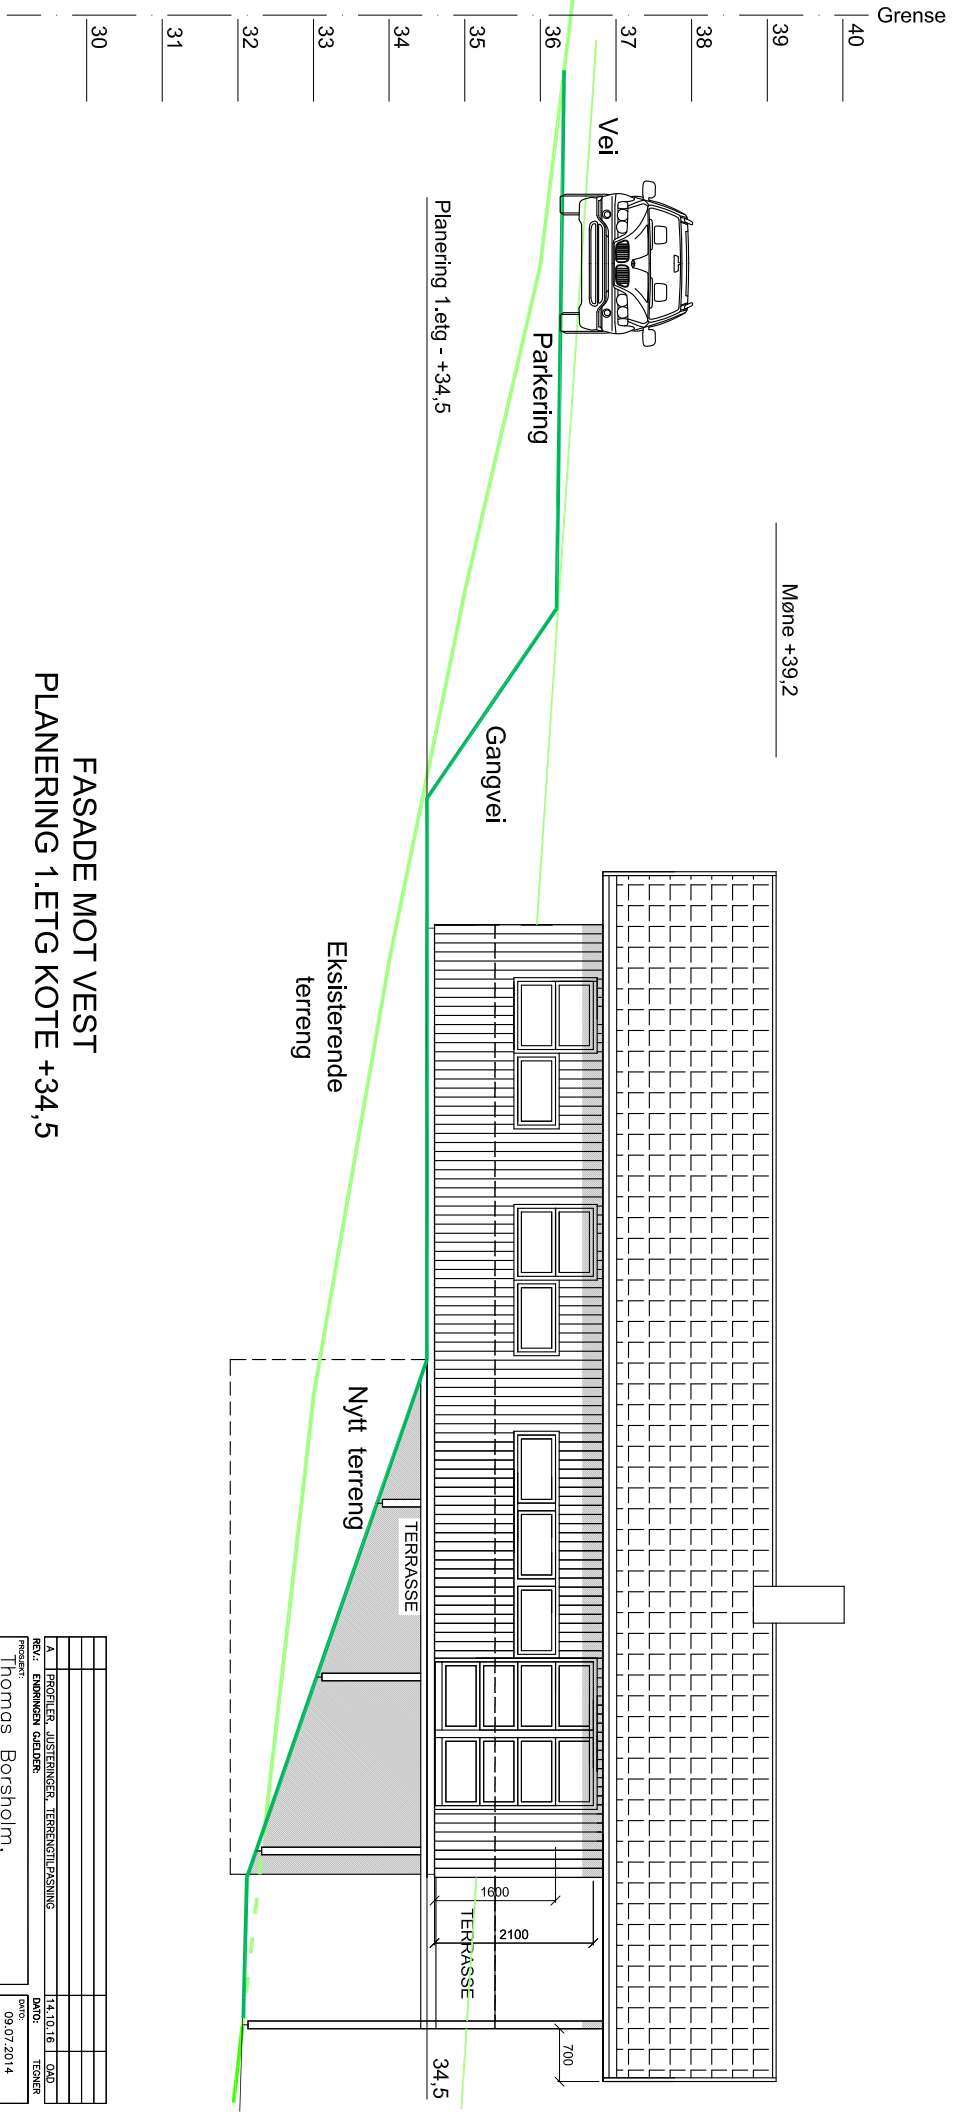 Grense
40
39
38
37
36
35
34
33
32
31
30
Vei
Møne +39,2
Parkering
Planering 1.etg - +34,5
Gangvei
Eksisterende
terreng
Nytt terreng
TERRASSE
TERRASSE
1600
2100
700
34,5
FASADE MOT VEST
PLANERING 1.ETG KOTE +34,5
A PROFILER, JUSTERINGER, TERRENGTILPASNING 14.10.16 OAD
REV.: ENDRINGEN GJELDER: DATO: TEGNER
PROSJEKT: DATO:
Thomas Borsholm, 09.07.2014